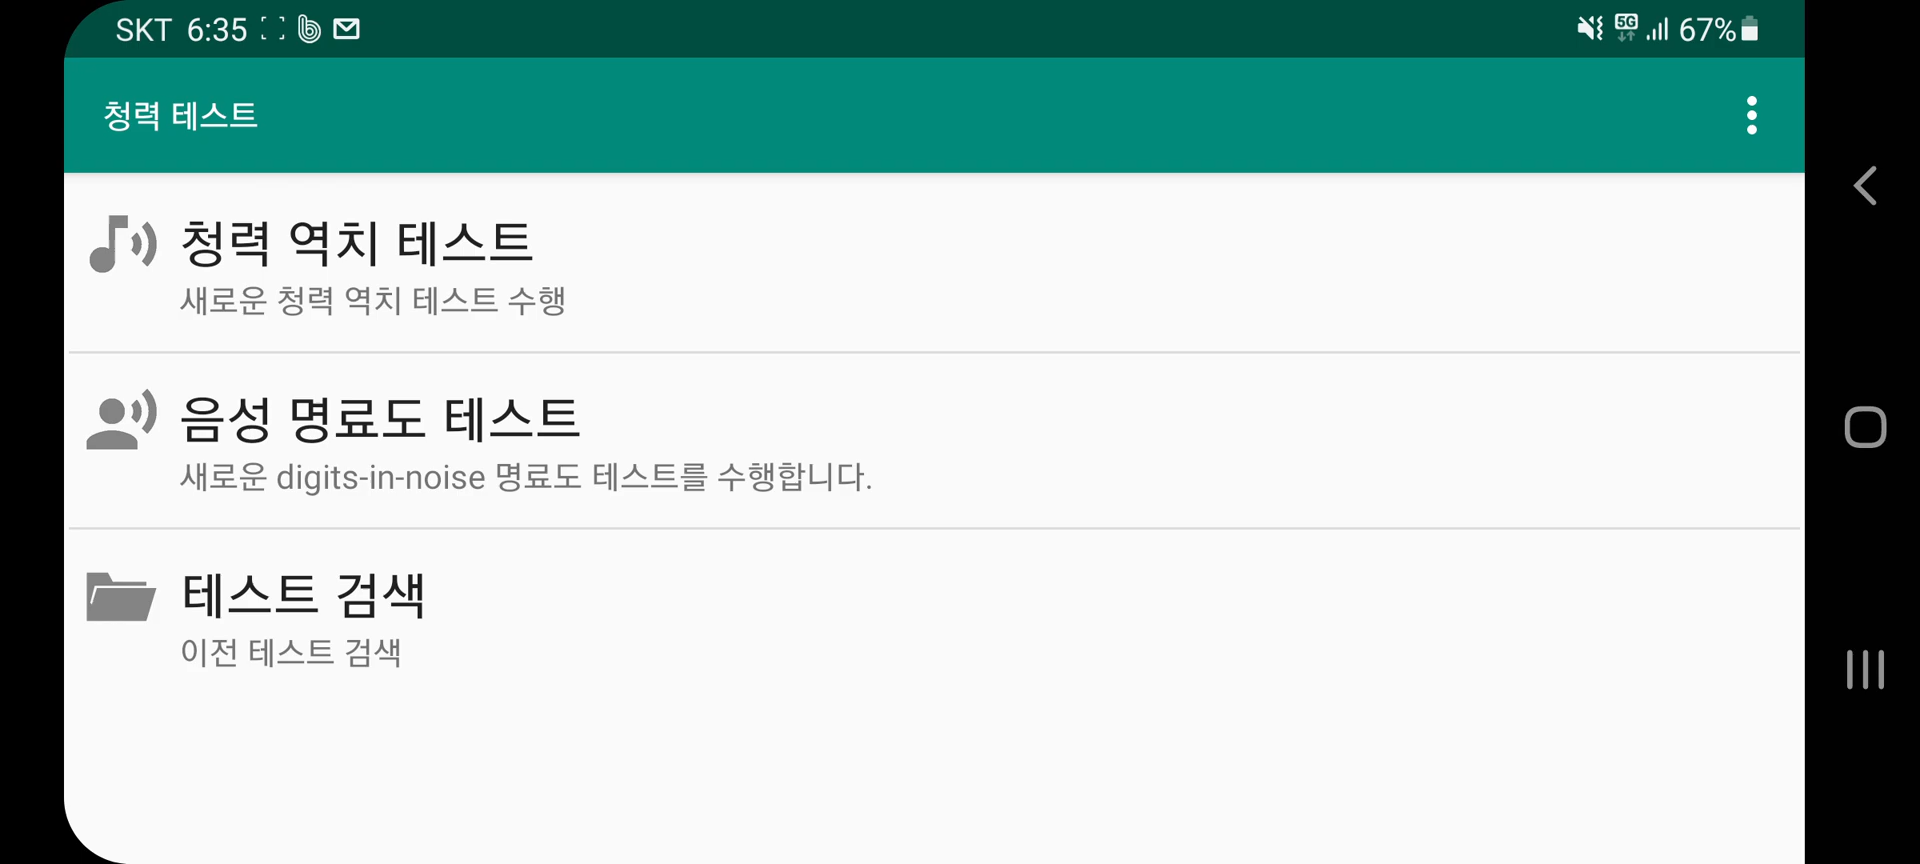 SKT 6:35
5G
67%
청력 테스트
청력 역치 테스트
새로운 청력 역치 테스트 수행
음성 명료도 테스트
새로운 digits-in-noise 명료도 테스트를 수행합니다.
테스트 검색
이전 테스트 검색